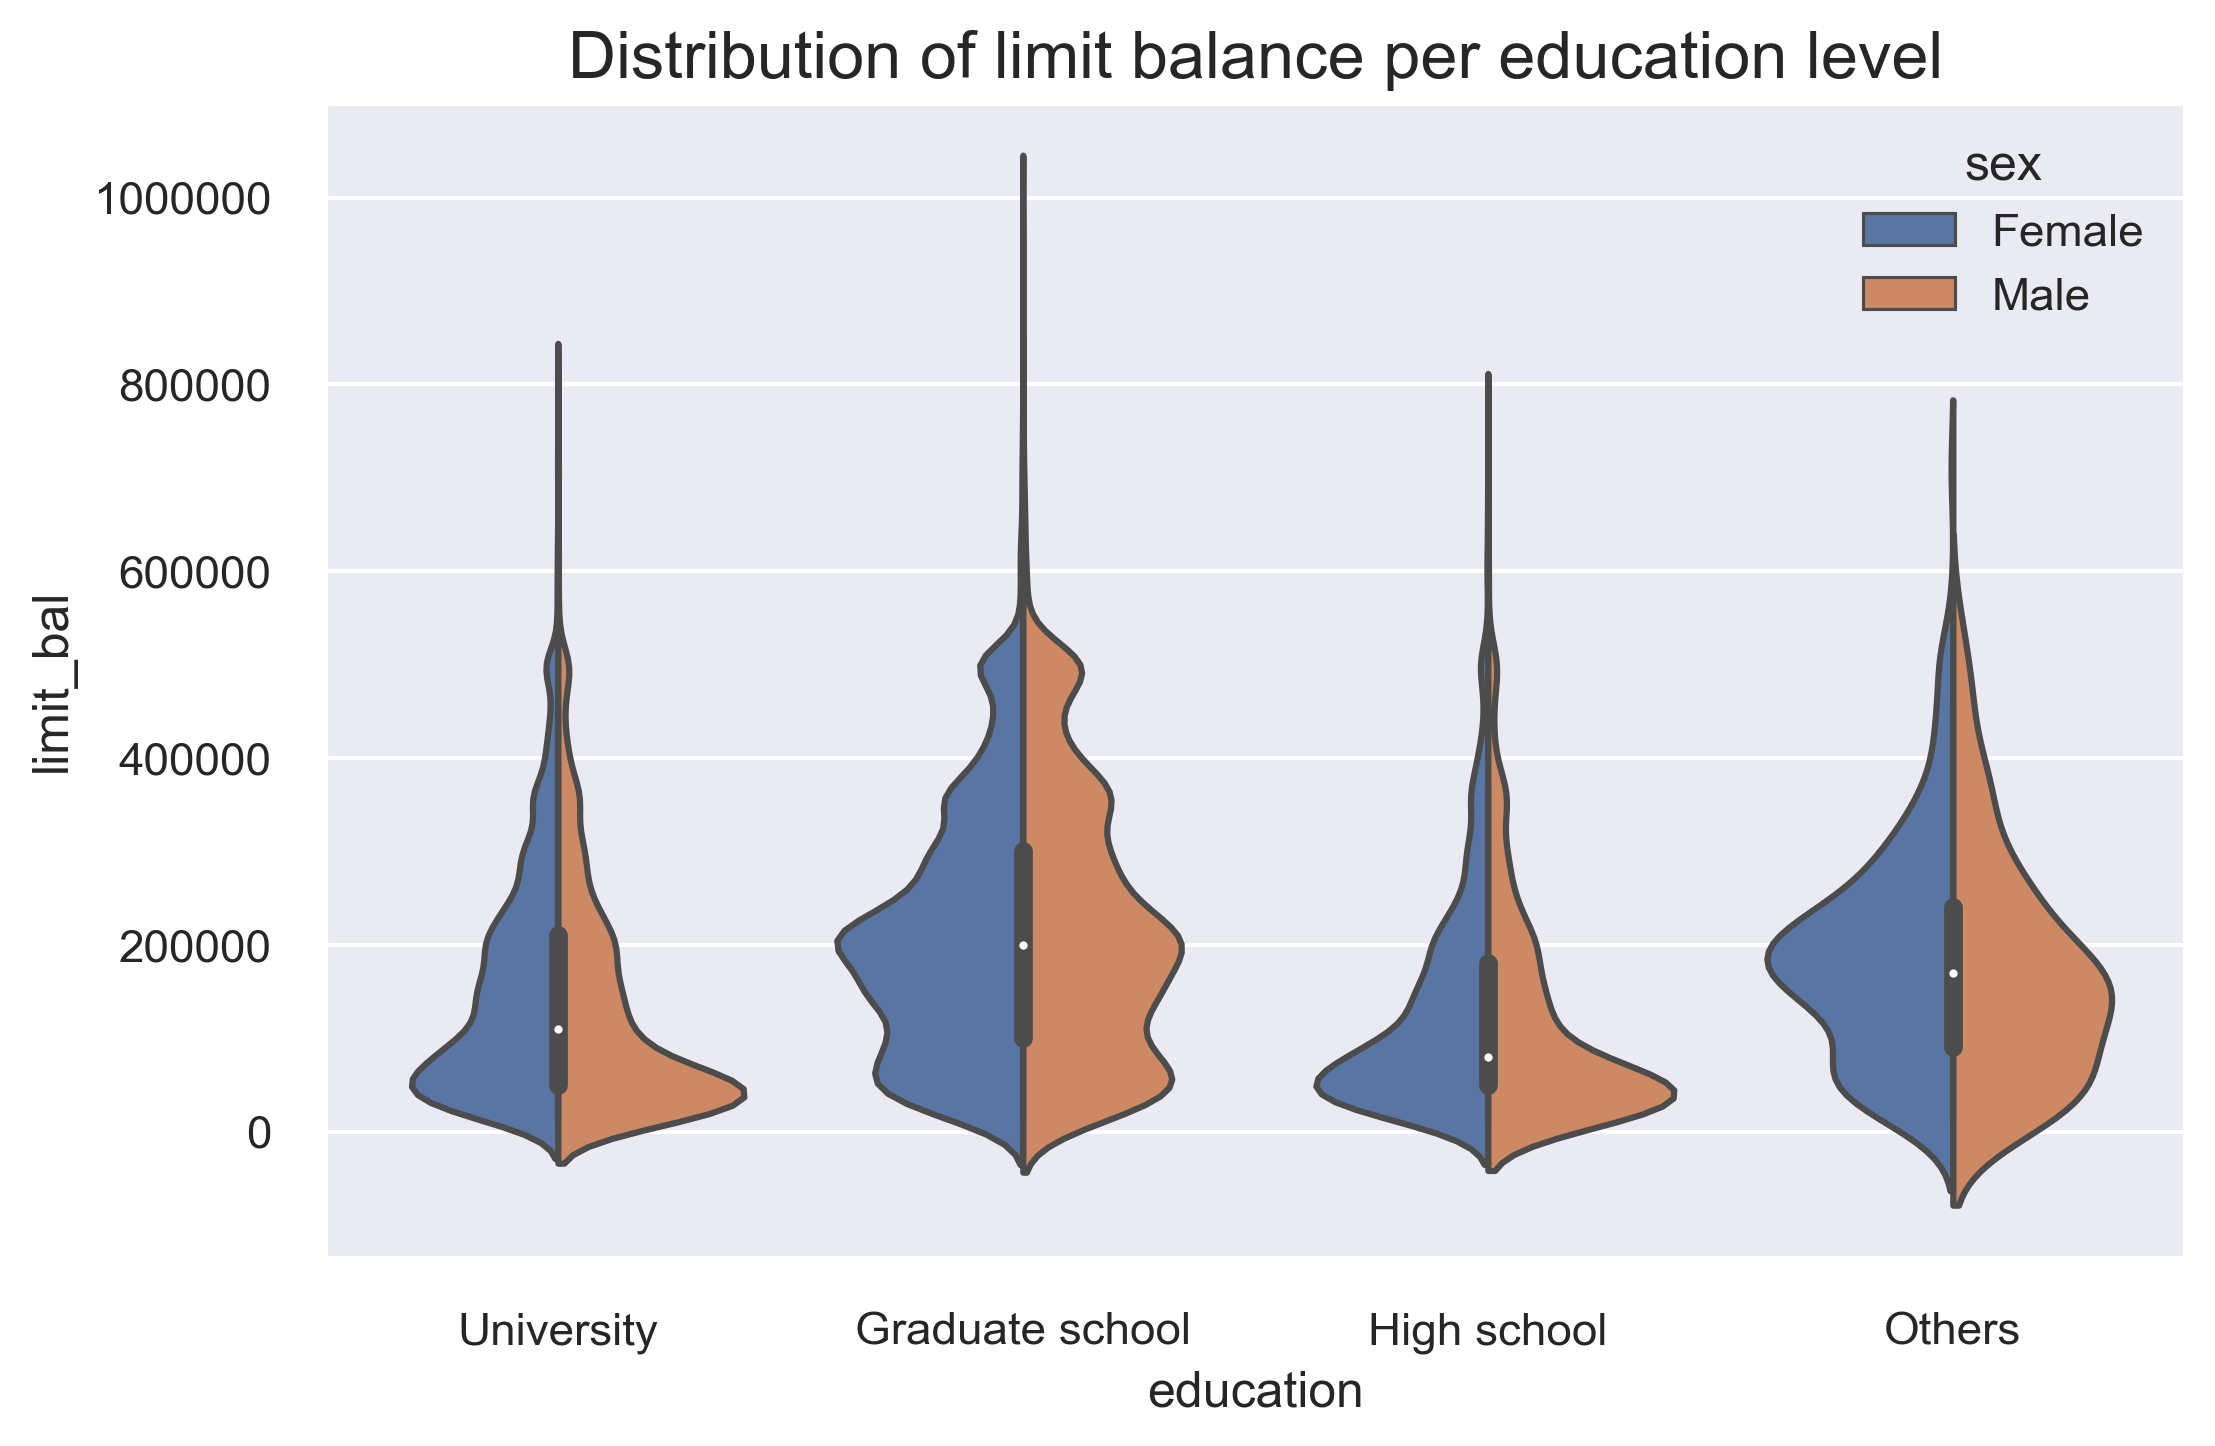 Distribution of limit balance per education level
sex
Female
Male
limit_bal
1000000
800000
600000
400000
200000
0
University
Graduate school
High school
Others
education